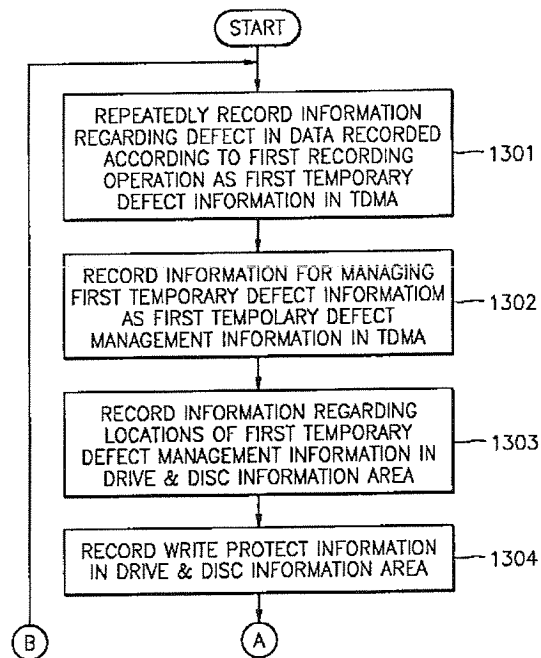 START
REPEATEDLY RECORD INFORMATION
REGARDING DEFECT IN DATA RECORDED
ACCORDING TO FIRST RECORDING
OPERATION AS FIRST TEMPORARY
DEFECT INFORMATION IN TDMA
1301
RECORD INFORMATION FOR MANAGING
FIRST TEMPORARY DEFECT INFORMATIOM
AS FIRST TEMPOLARY DEFECT
MANAGEMENT INFORMATION IN TDMA
1302
RECORD INFORMATION REGARDING
LOCATIONS OF FIRST TEMPORARY
DEFECT MANAGEMENT INFORMATION IN
DRIVE & DISC INFORMATION AREA
1303
RECORD WRITE PROTECT INFORMATION
IN DRIVE & DISC INFORMATION AREA
1304
B
A